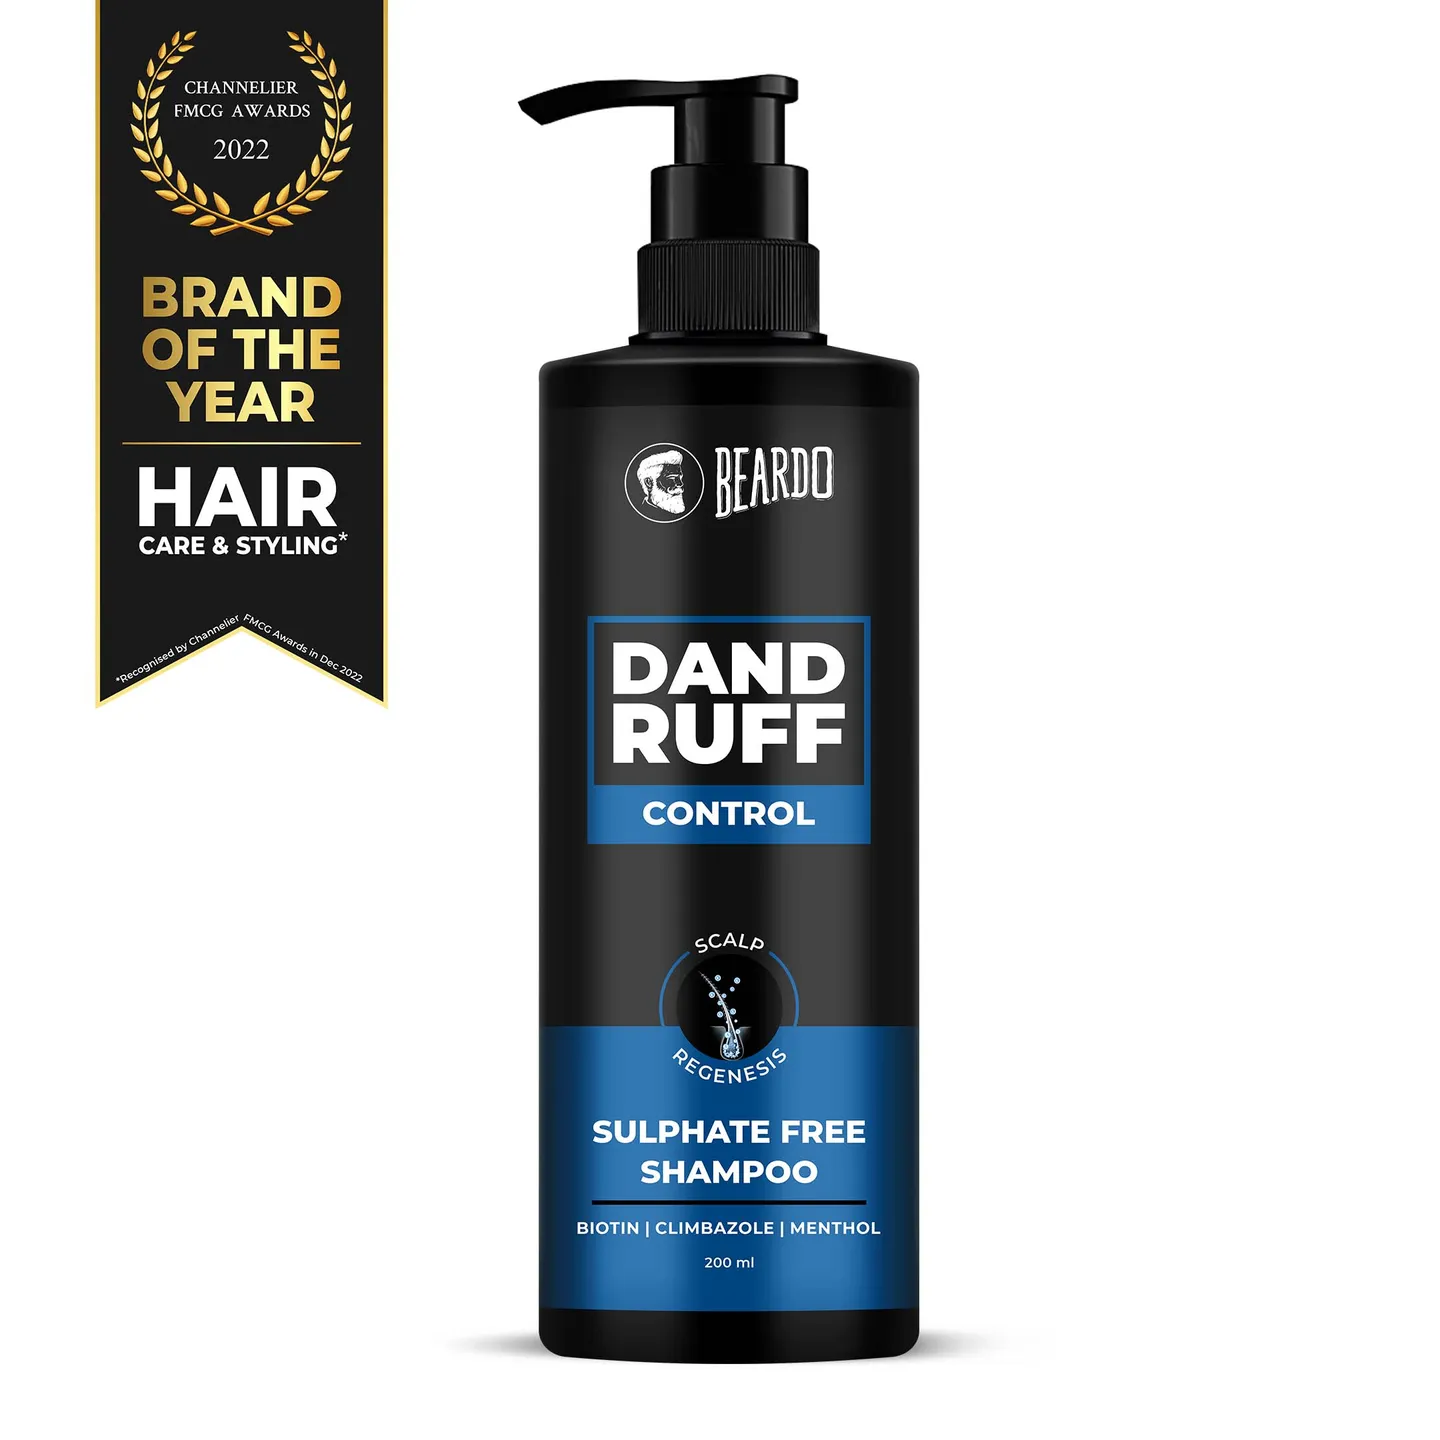 CHANNELIER
FMCG AWARDS
2022
BRAND
OF THE
YEAR
HAIR
CARE & STYLING*
*Recognised by Channelier FMCG Awards in Dec 2022
BEARDO
DAND
RUFF
CONTROL
SCALP
REGENESIS
SULPHATE FREE
SHAMPOO
BIOTIN | CLIMBAZOLE | MENTHOL
200 ml